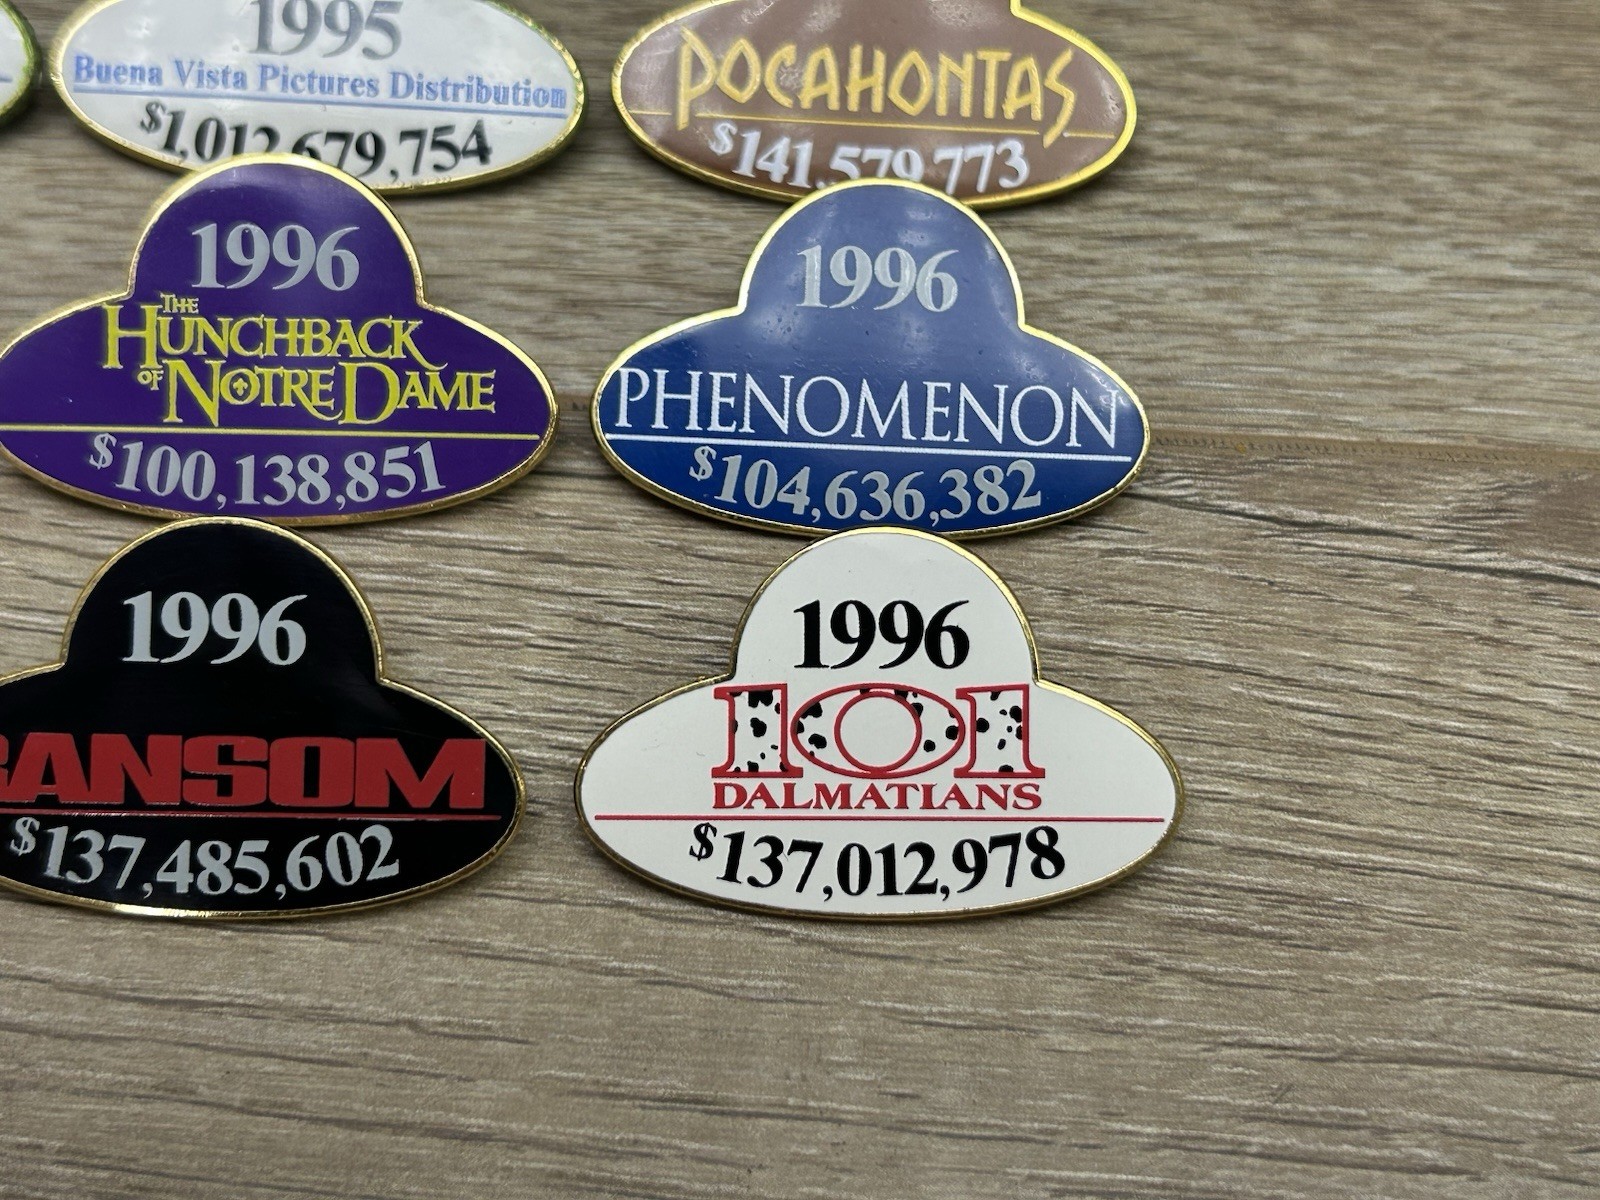 1995
Buena Vista Pictures Distribution
$1,012,679,754
POCAHONTAS
$141,579,773
1996
THE
HUNCHBACK
OF NOTRE DAME
$100,138,851
1996
PHENOMENON
$104,636,382
1996
RANSOM
$137,485,602
1996
101
DALMATIANS
$137,012,978